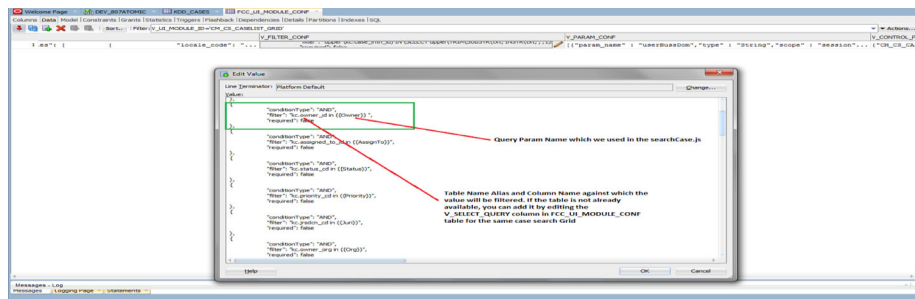 Welcome Page DEV_807ATOMIC KDD_CASES FCC_UI_MODULE_CONF
Columns Data Model Constraints Grants Statistics Triggers Flashback Dependencies Details Partitions Indexes SQL
Sort.. Filter: V_UI_MODULE_ID='CM_CS_CASELIST_GRID' Actions...
V_FILTER_CONF V_PARAM_CONF V_CONTROL_P
"locale_code": "... [{"param_name" : "userBussDom","type" : "String","scope" : "session"...
Edit Value
Line Terminator: Platform Default Change...
Value:
},
{
"conditionType": "AND",
"filter": "kc.owner_id in ({Owner}) ",
"required": false
},
{
"conditionType": "AND",
"filter": "kc.assigned_to_id in ({AssignTo})",
"required": false
},
{
"conditionType": "AND",
"filter": "kc.status_cd in ({Status})",
"required": false
},
{
"conditionType": "AND",
"filter": "kc.priority_cd in ({Priority})",
"required": false
},
{
"conditionType": "AND",
"filter": "kc.jrsdcn_cd in ({Juri})",
"required": false
},
{
"conditionType": "AND",
"filter": "kc.owner_org in ({Org})",
"required": false
Query Param Name which we used in the searchCase.js
Table Name Alias and Column Name against which the
value will be filtered. If the table is not already
available, you can add it by editing the
V_SELECT_QUERY column in FCC_UI_MODULE_CONF
table for the same case search Grid
Help OK Cancel
Messages - Log
Messages Logging Page Statements